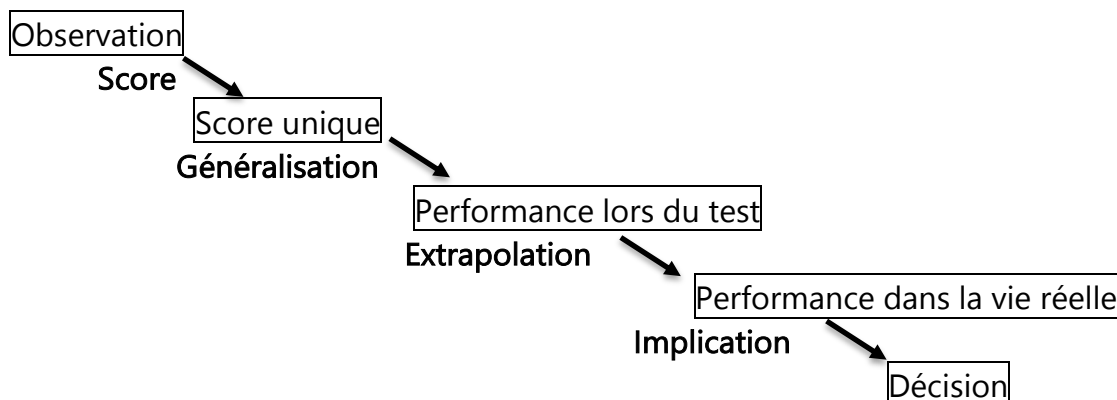 Observation
Score
Score unique
Généralisation
Performance lors du test
Extrapolation
Performance dans la vie réelle
Implication
Décision